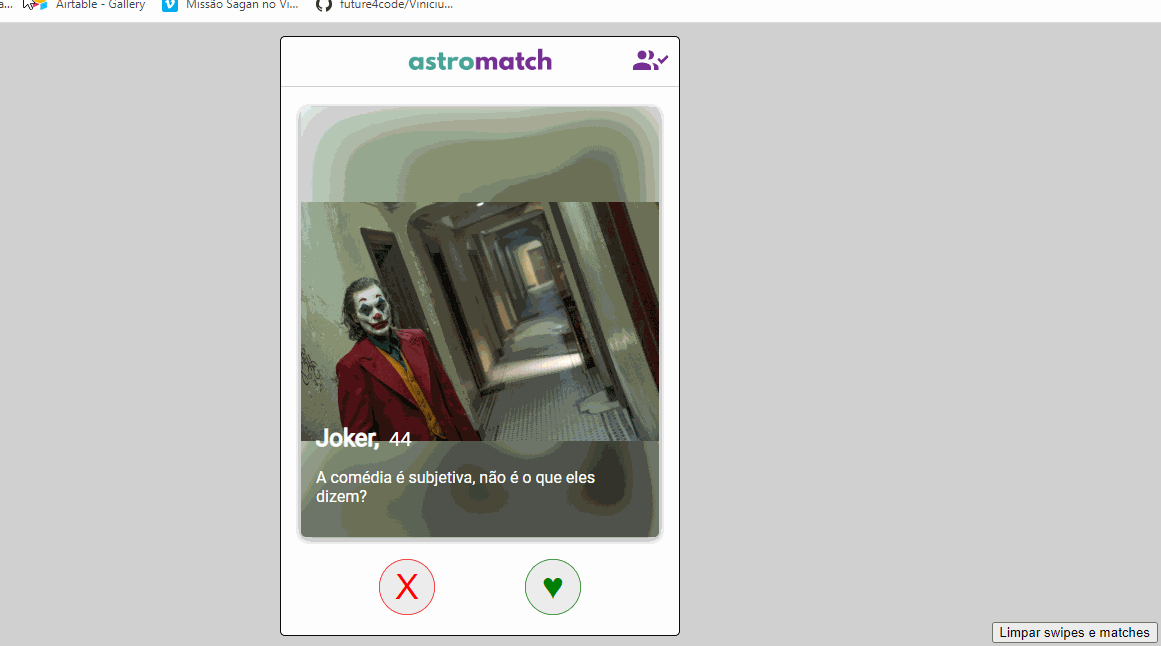 a... Airtable - Gallery Missão Sagan no Vi... future4code/Viniciu...
astromatch
Joker, 44
A comédia é subjetiva, não é o que eles
dizem?
X ♥
Limpar swipes e matches